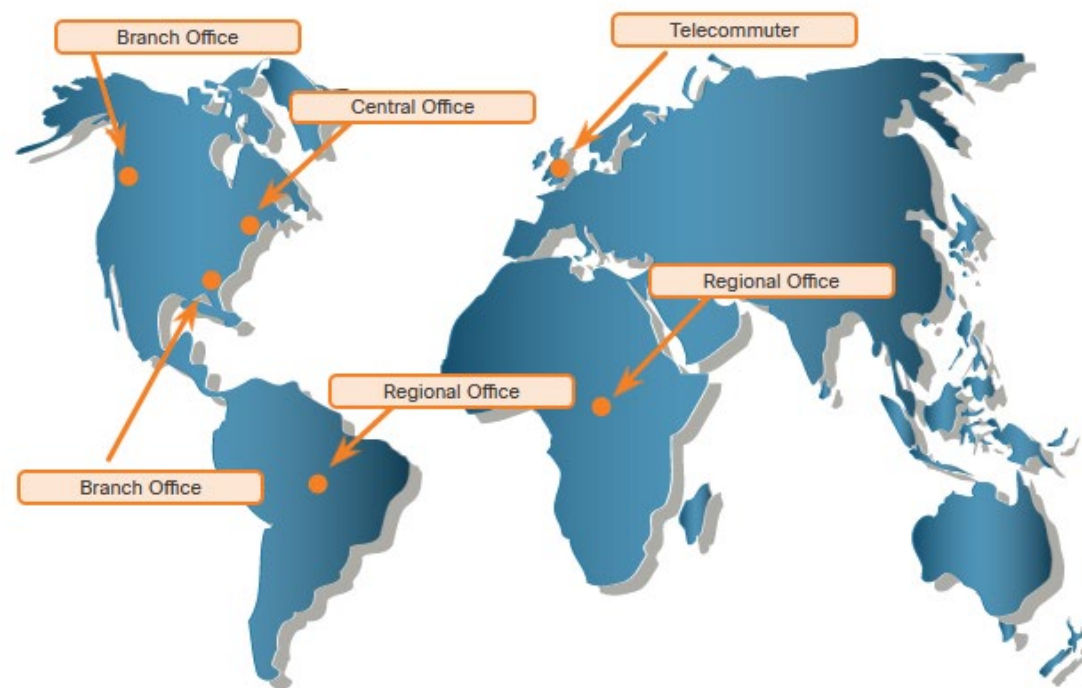 Branch Office
Telecommuter
Central Office
Regional Office
Regional Office
Branch Office